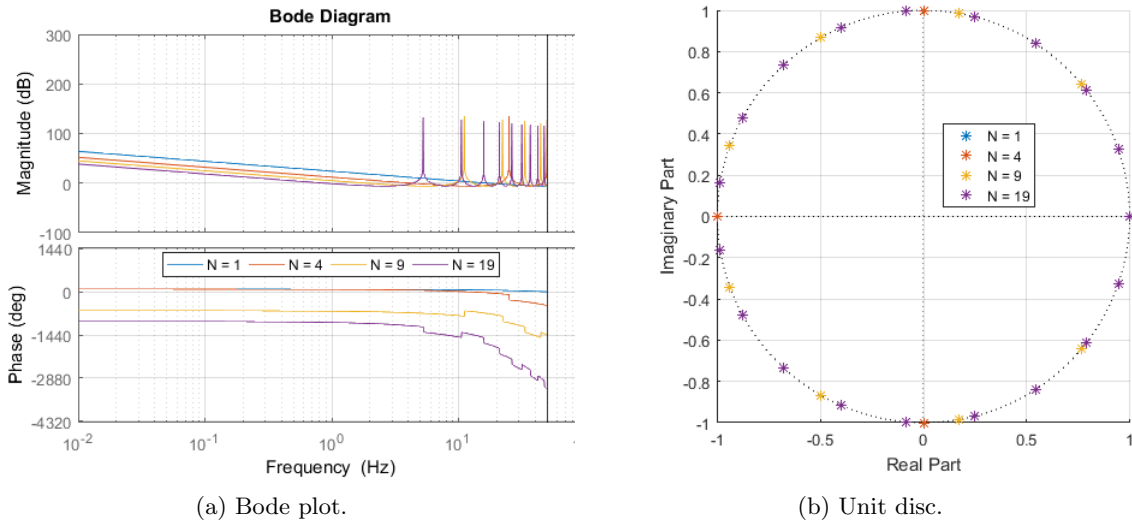 Bode Diagram
300
200
100
0
-100
Magnitude (dB)
1440
0
-1440
-2880
-4320
Phase (deg)
N = 1 N = 4 N = 9 N = 19
10^-2 10^-1 10^0 10^1
Frequency (Hz)
(a) Bode plot.
1
0.8
0.6
0.4
0.2
0
-0.2
-0.4
-0.6
-0.8
-1
Imaginary Part
N = 1
N = 4
N = 9
N = 19
-1 -0.5 0 0.5 1
Real Part
(b) Unit disc.